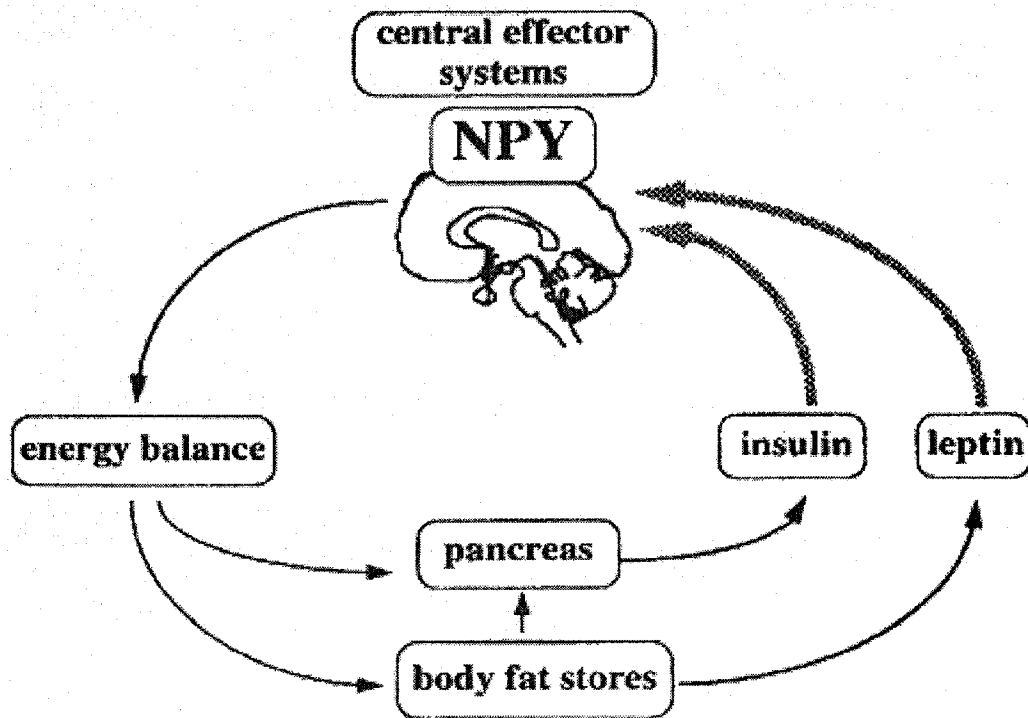 central effector
systems
NPY
energy balance
insulin
leptin
pancreas
body fat stores